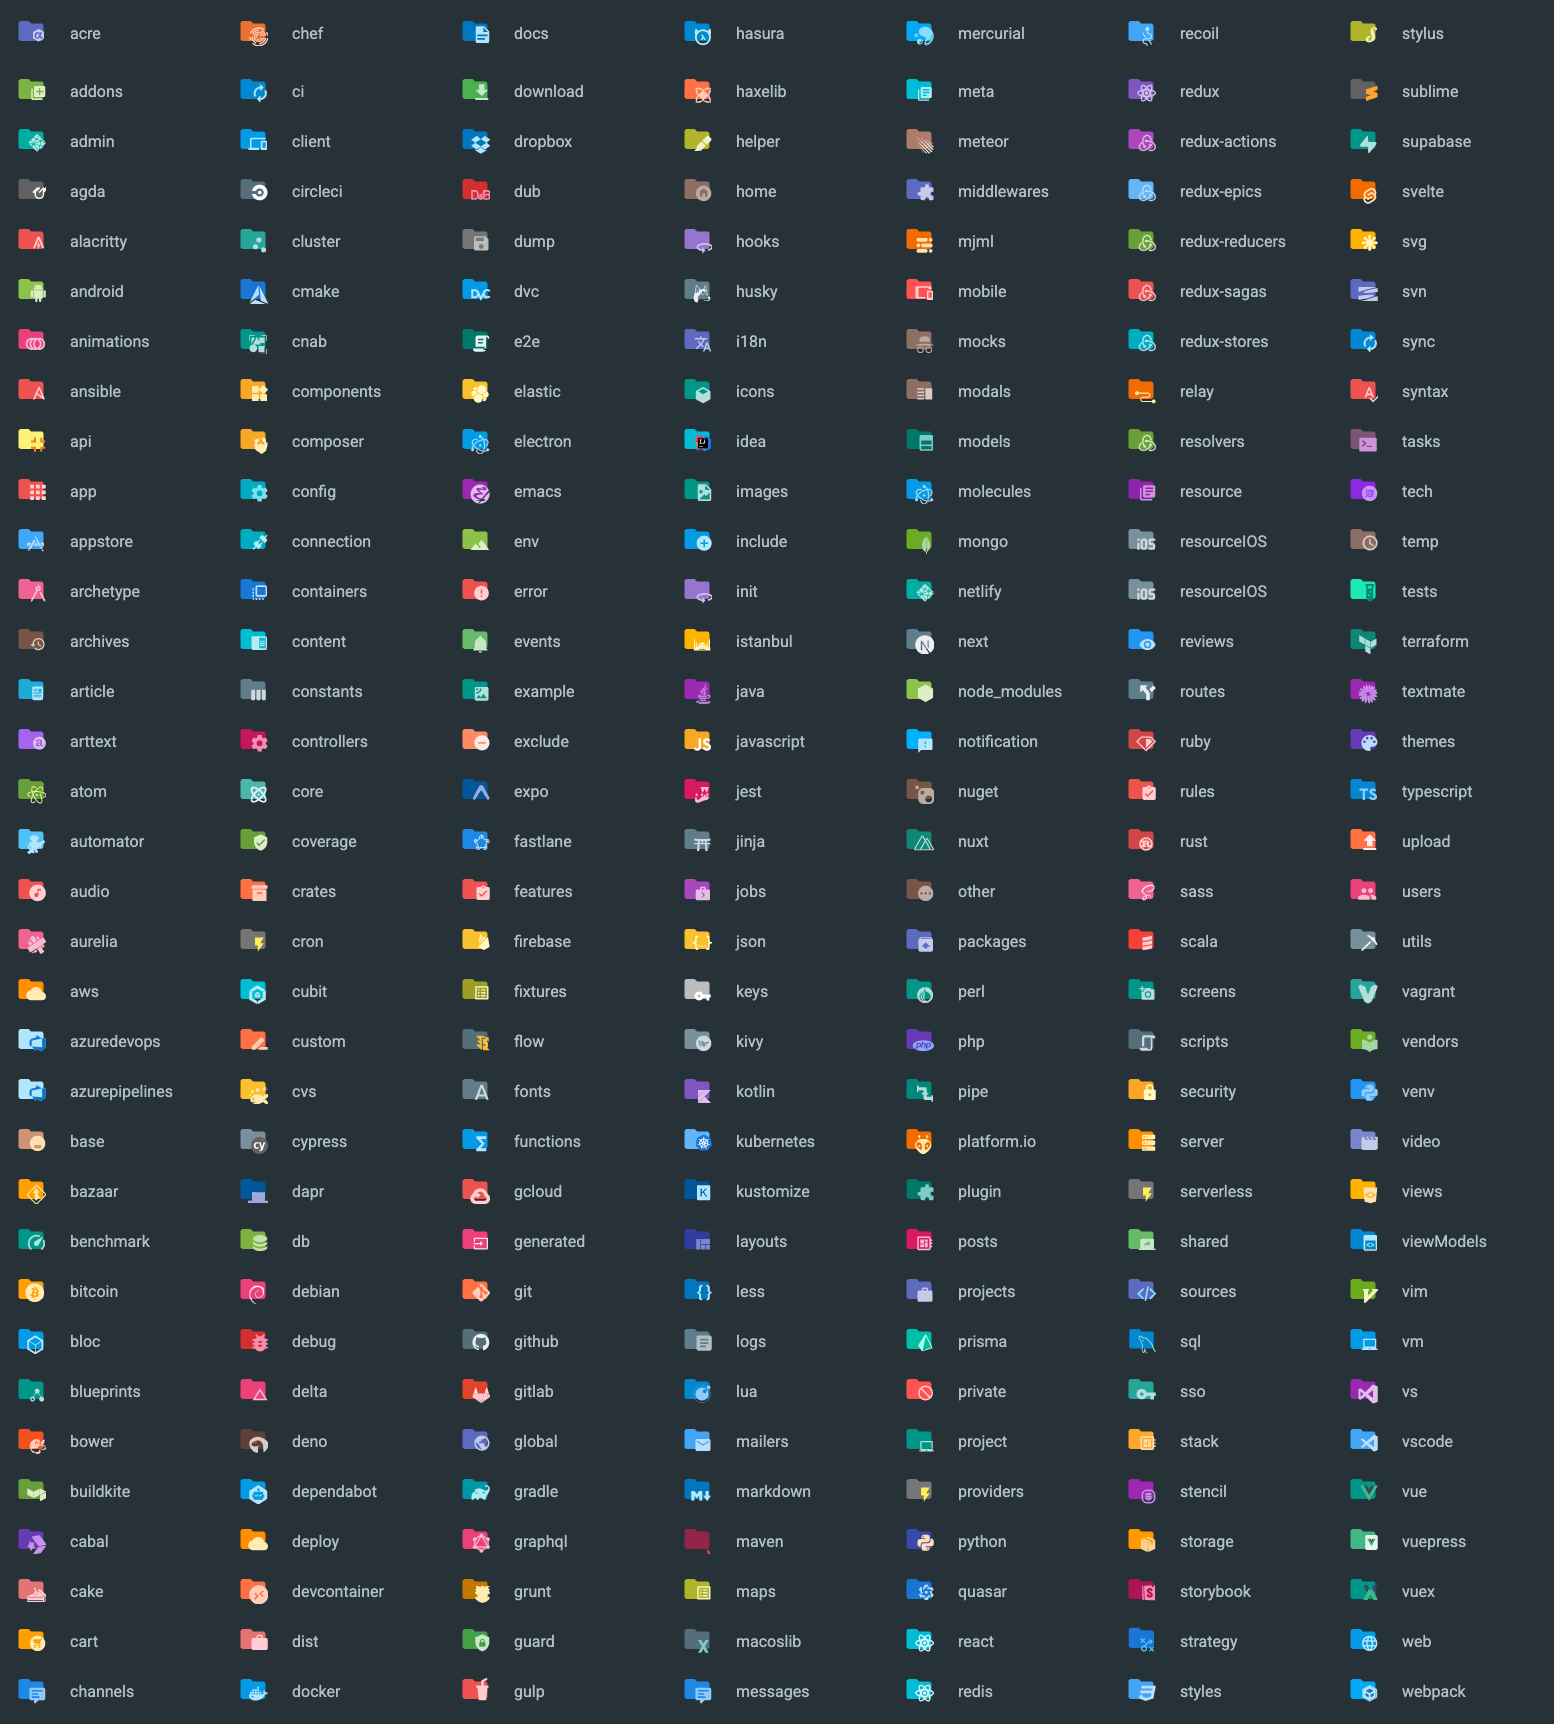 acre
addons
admin
agda
alacritty
android
animations
ansible
api
app
appstore
archetype
archives
article
arttext
atom
automator
audio
aurelia
aws
azuredevops
azurepipelines
base
bazaar
benchmark
bitcoin
bloc
blueprints
bower
buildkite
cabal
cake
cart
channels
chef
ci
client
circleci
cluster
cmake
cnab
components
composer
config
connection
containers
content
constants
controllers
core
coverage
crates
cron
cubit
custom
cvs
cypress
dapr
db
debian
debug
delta
deno
dependabot
deploy
devcontainer
dist
docker
docs
download
dropbox
dub
dump
dvc
e2e
elastic
electron
emacs
env
error
events
example
exclude
expo
fastlane
features
firebase
fixtures
flow
fonts
functions
gcloud
generated
git
github
gitlab
global
gradle
graphql
grunt
guard
gulp
hasura
haxelib
helper
home
hooks
husky
i18n
icons
idea
images
include
init
istanbul
java
javascript
jest
jinja
jobs
json
keys
kivy
kotlin
kubernetes
kustomize
layouts
less
logs
lua
mailers
markdown
maven
maps
macoslib
messages
mercurial
meta
meteor
middlewares
mjml
mobile
mocks
modals
models
molecules
mongo
netlify
next
node_modules
notification
nuget
nuxt
other
packages
perl
php
pipe
platform.io
plugin
posts
projects
prisma
private
project
providers
python
quasar
react
redis
recoil
redux
redux-actions
redux-epics
redux-reducers
redux-sagas
redux-stores
relay
resolvers
resource
resourceIOS
resourceIOS
reviews
routes
ruby
rules
rust
sass
scala
screens
scripts
security
server
serverless
shared
sources
sql
sso
stack
stencil
storage
storybook
strategy
styles
stylus
sublime
supabase
svelte
svg
svn
sync
syntax
tasks
tech
temp
tests
terraform
textmate
themes
typescript
upload
users
utils
vagrant
vendors
venv
video
views
viewModels
vim
vm
vs
vscode
vue
vuepress
vuex
web
webpack